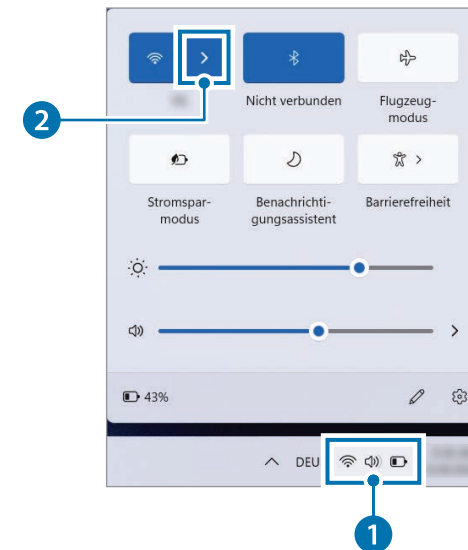 2
Nicht verbunden
Flugzeug-
modus
Stromspar-
modus
Benachrichti-
gungsassistent
Barrierefreiheit
43%
DEU
1